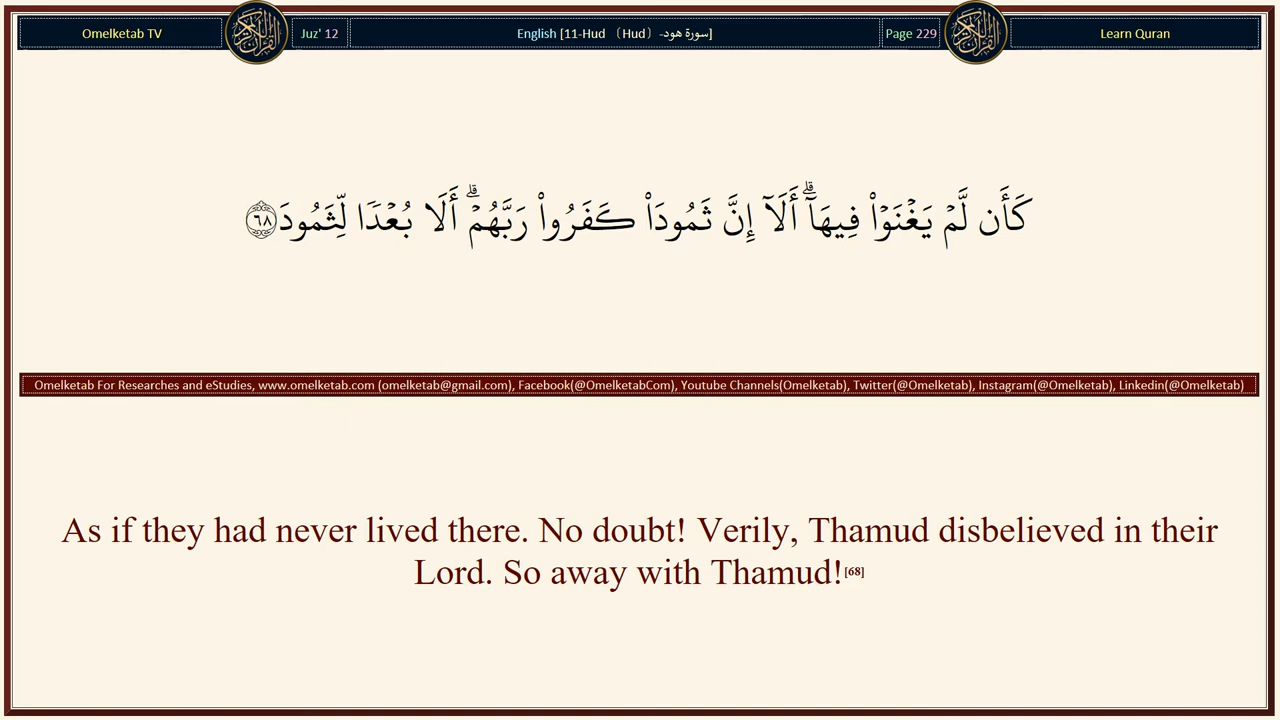 Omelketab TV
Juz' 12
English [11-Hud 〔Hud〕 -سورة هود]
Page 229
Learn Quran
كَأَن لَّمۡ يَغۡنَوۡاْ فِيهَآۗ أَلَآ إِنَّ ثَمُودَاْ كَفَرُواْ رَبَّهُمۡۗ أَلَا بُعۡدٗا لِّثَمُودَ ۝٦٨
Omelketab For Researches and eStudies, www.omelketab.com (omelketab@gmail.com), Facebook(@OmelketabCom), Youtube Channels(Omelketab), Twitter(@Omelketab), Instagram(@Omelketab), Linkedin(@Omelketab)
As if they had never lived there. No doubt! Verily, Thamud disbelieved in their
Lord. So away with Thamud![68]